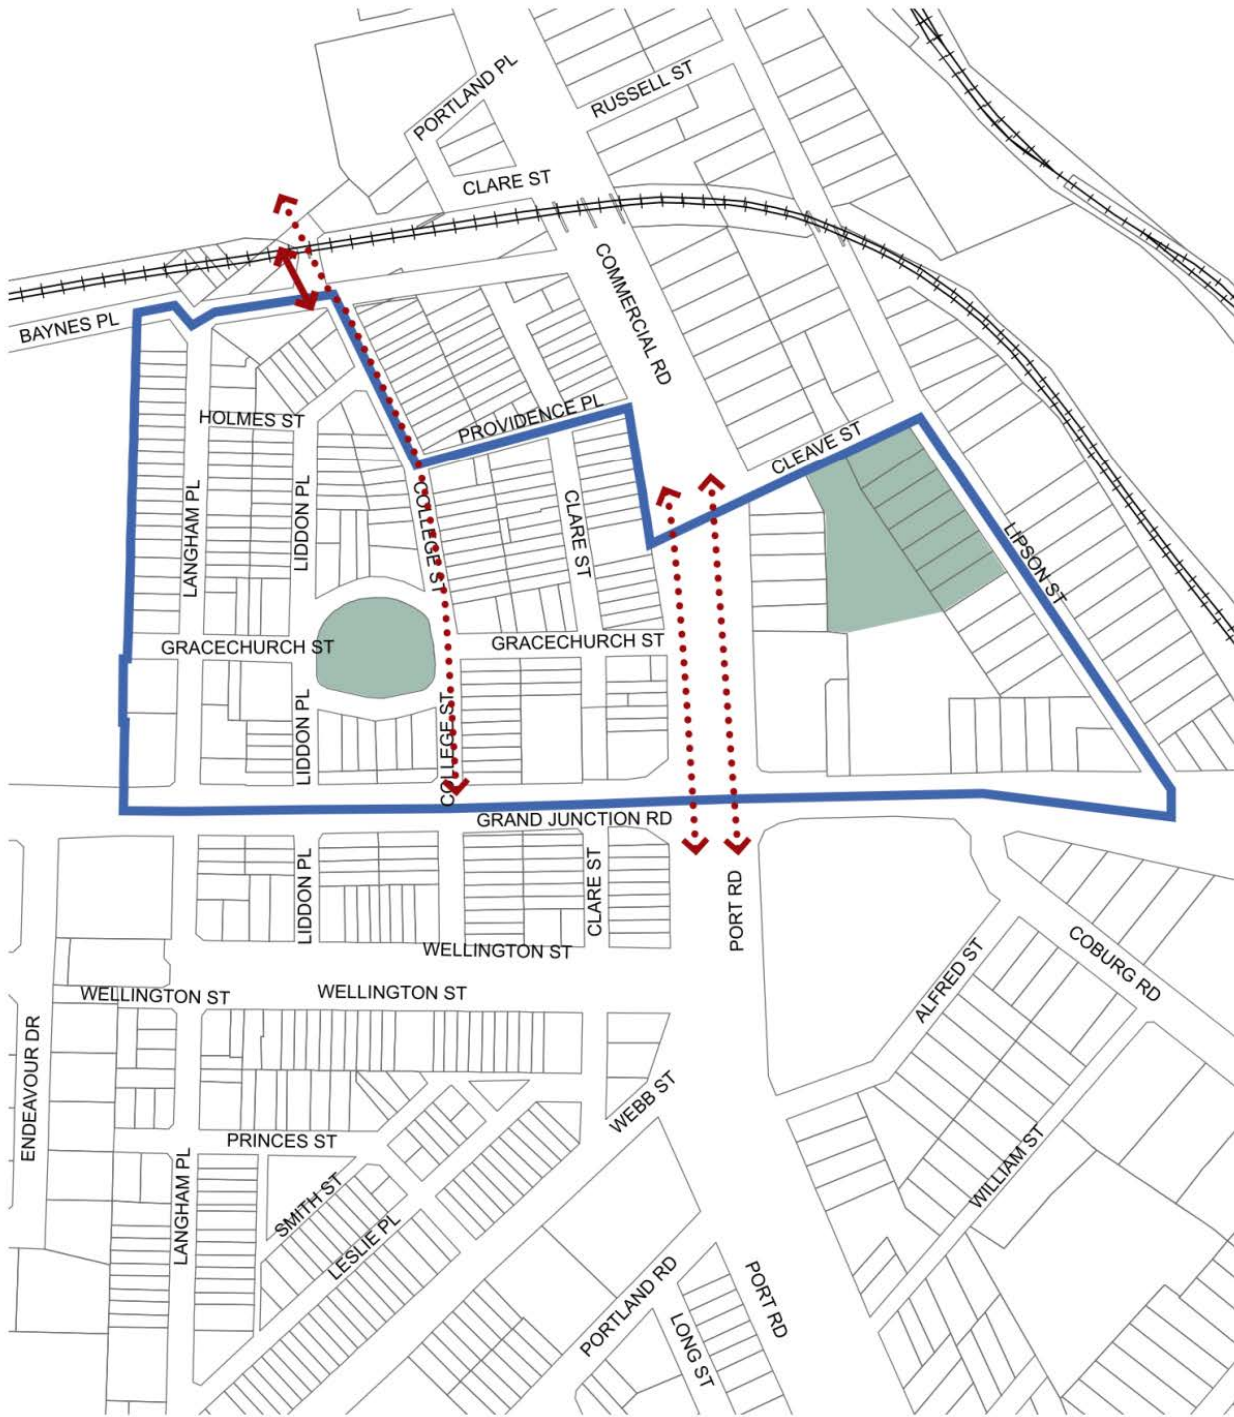 PORTLAND PL
RUSSELL ST
CLARE ST
COMMERCIAL RD
BAYNES PL
HOLMES ST
PROVIDENCE PL
CLEAVE ST
LANGHAM PL
LIDDON PL
COLLEGE ST
CLARE ST
LIPSON ST
GRACECHURCH ST
GRACECHURCH ST
LIDDON PL
COLLEGE ST
GRAND JUNCTION RD
LIDDON PL
CLARE ST
PORT RD
WELLINGTON ST
ALFRED ST
COBURG RD
WELLINGTON ST
WELLINGTON ST
ENDEAVOUR DR
WEBB ST
PRINCES ST
WILLIAM ST
LANGHAM PL
SMITH ST
LESLIE PL
PORTLAND RD
PORT RD
LONG ST